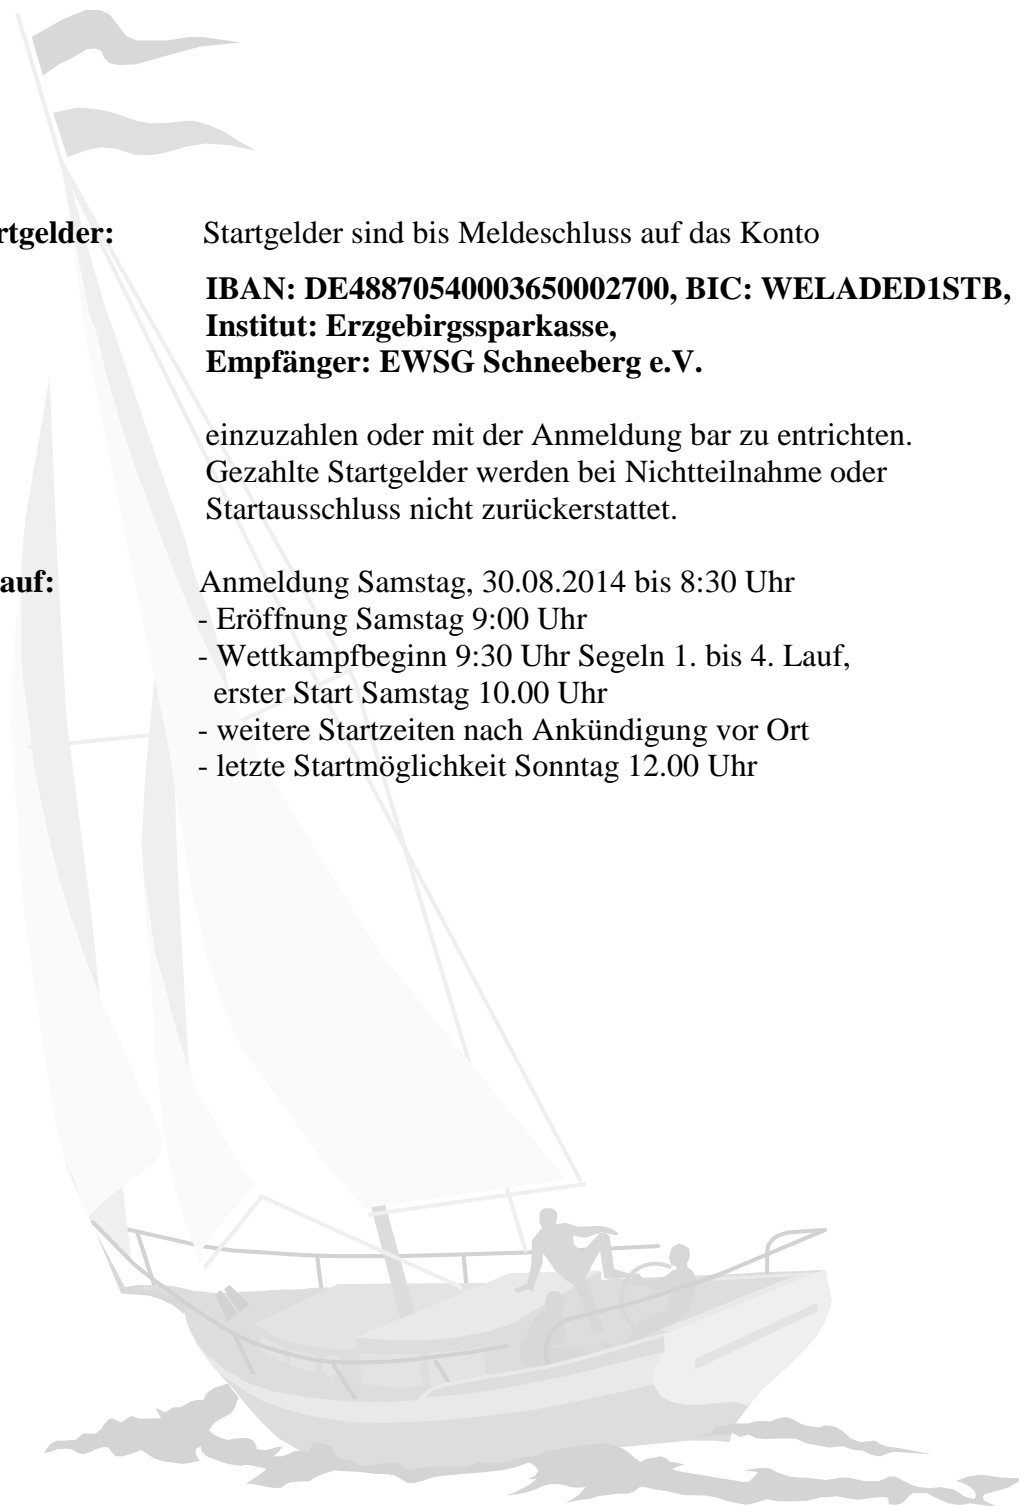 rtgelder: Startgelder sind bis Meldeschluss auf das Konto
IBAN: DE48870540003650002700, BIC: WELADED1STB,
Institut: Erzgebirgssparkasse,
Empfänger: EWSG Schneeberg e.V.
einzuzahlen oder mit der Anmeldung bar zu entrichten.
Gezahlte Startgelder werden bei Nichtteilnahme oder
Startausschluss nicht zurückerstattet.
auf: Anmeldung Samstag, 30.08.2014 bis 8:30 Uhr
- Eröffnung Samstag 9:00 Uhr
- Wettkampfbeginn 9:30 Uhr Segeln 1. bis 4. Lauf,
erster Start Samstag 10.00 Uhr
- weitere Startzeiten nach Ankündigung vor Ort
- letzte Startmöglichkeit Sonntag 12.00 Uhr